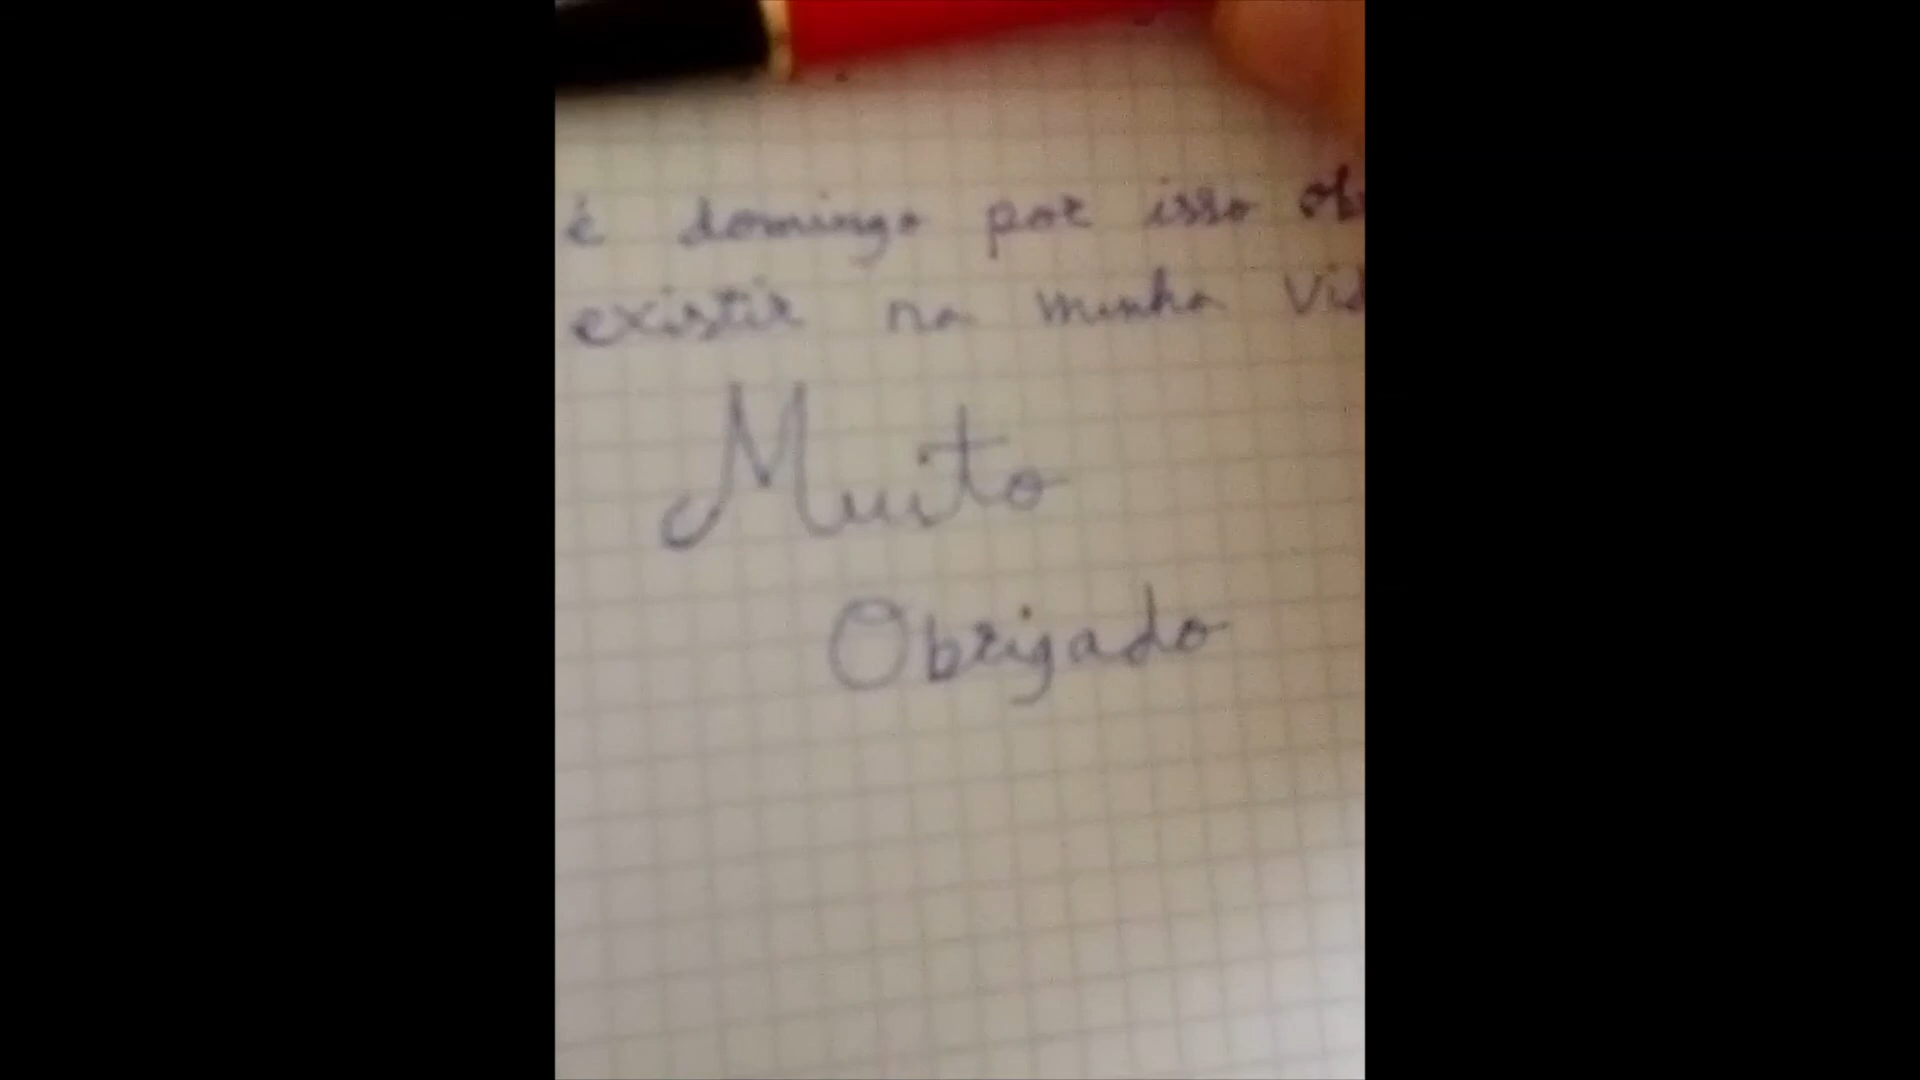 é domingo por isso
existir na minha
Muito
Obrigado